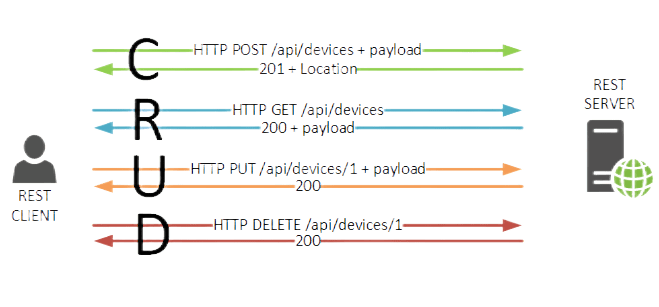 C
HTTP POST /api/devices + payload
201 + Location
R
HTTP GET /api/devices
200 + payload
U
HTTP PUT /api/devices/1 + payload
200
D
HTTP DELETE /api/devices/1
200
REST
CLIENT
REST
SERVER